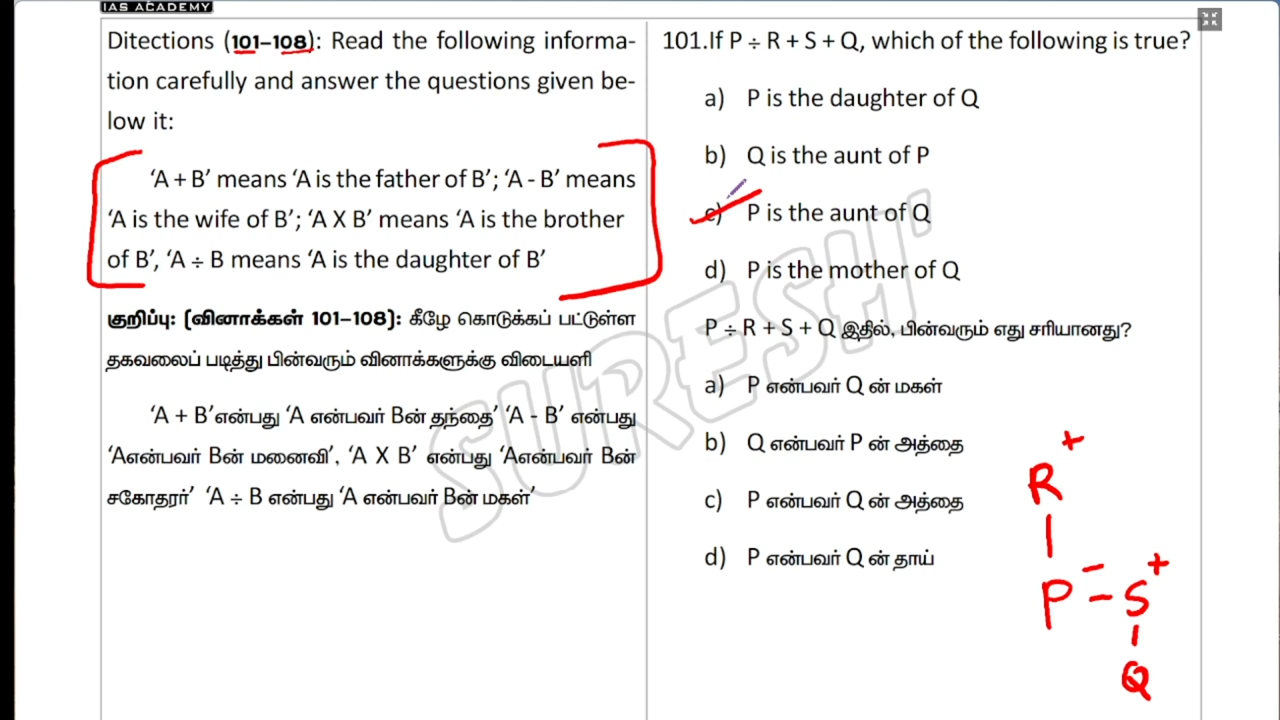 IAS ACADEMY
Ditections (101-108): Read the following informa-
tion carefully and answer the questions given be-
low it:
'A + B' means 'A is the father of B'; 'A - B' means
'A is the wife of B'; 'A X B' means 'A is the brother
of B', 'A ÷ B means 'A is the daughter of B'
குறிப்பு: (வினாக்கள் 101-108): கீழே கொடுக்கப் பட்டுள்ள
தகவலைப் படித்து பின்வரும் வினாக்களுக்கு விடையளி
'A + B'என்பது 'A என்பவர் Bன் தந்தை' 'A - B' என்பது
'Aஎன்பவர் Bன் மனைவி', 'A X B' என்பது 'Aஎன்பவர் Bன்
சகோதரர்' 'A ÷ B என்பது 'A என்பவர் Bன் மகள்'
101.If P ÷ R + S + Q, which of the following is true?
a) P is the daughter of Q
b) Q is the aunt of P
c) P is the aunt of Q
d) P is the mother of Q
P ÷ R + S + Q இதில், பின்வரும் எது சரியானது?
a) P என்பவர் Q ன் மகள்
b) Q என்பவர் P ன் அத்தை
c) P என்பவர் Q ன் அத்தை
d) P என்பவர் Q ன் தாய்
SURESH'
R +
P - - S +
Q